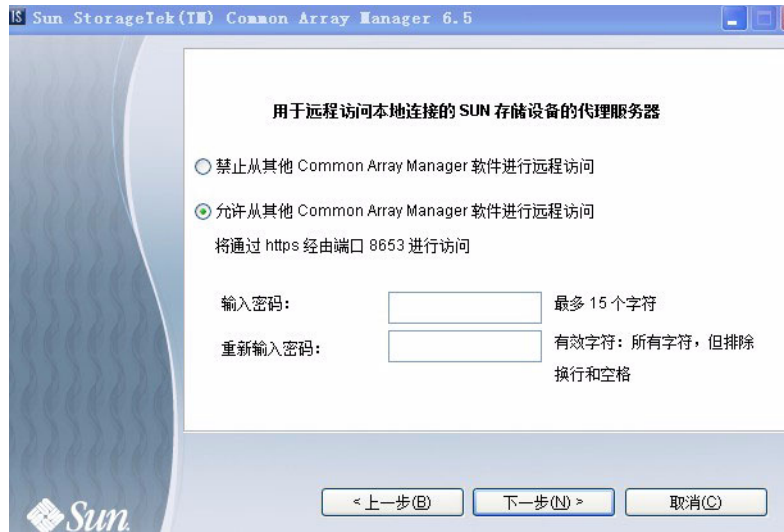 Sun StorageTek(TM) Common Array Manager 6.5
用于远程访问本地连接的 SUN 存储设备的代理服务器
禁止从其他 Common Array Manager 软件进行远程访问
允许从其他 Common Array Manager 软件进行远程访问
将通过 https 经由端口 8653 进行访问
输入密码： 最多 15 个字符
重新输入密码： 有效字符：所有字符，但排除
换行和空格
< 上一步(B) 下一步(N) > 取消(C)
Sun